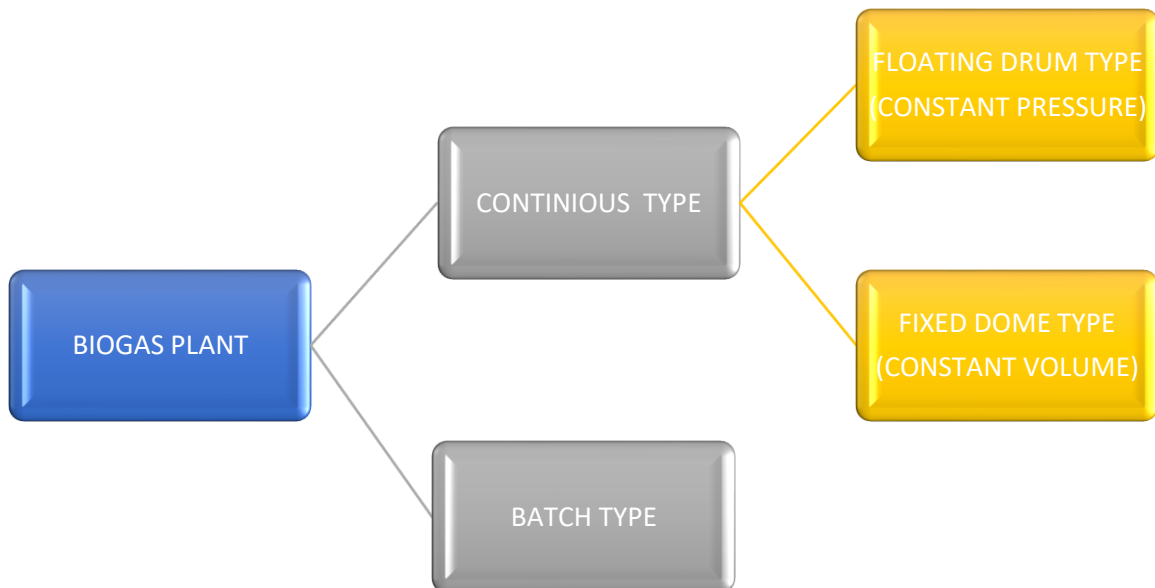 FLOATING DRUM TYPE
(CONSTANT PRESSURE)
CONTINIOUS TYPE
BIOGAS PLANT
FIXED DOME TYPE
(CONSTANT VOLUME)
BATCH TYPE